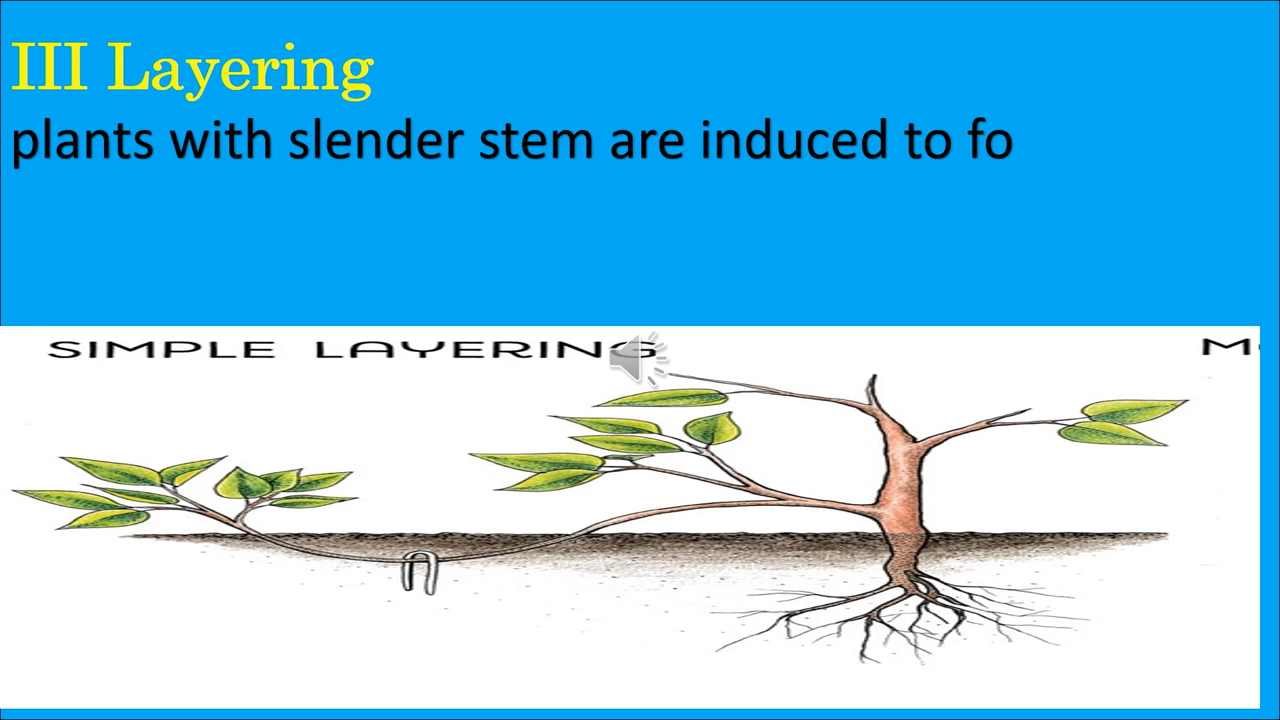 III Layering
plants with slender stem are induced to fo
SIMPLE LAYERING
M